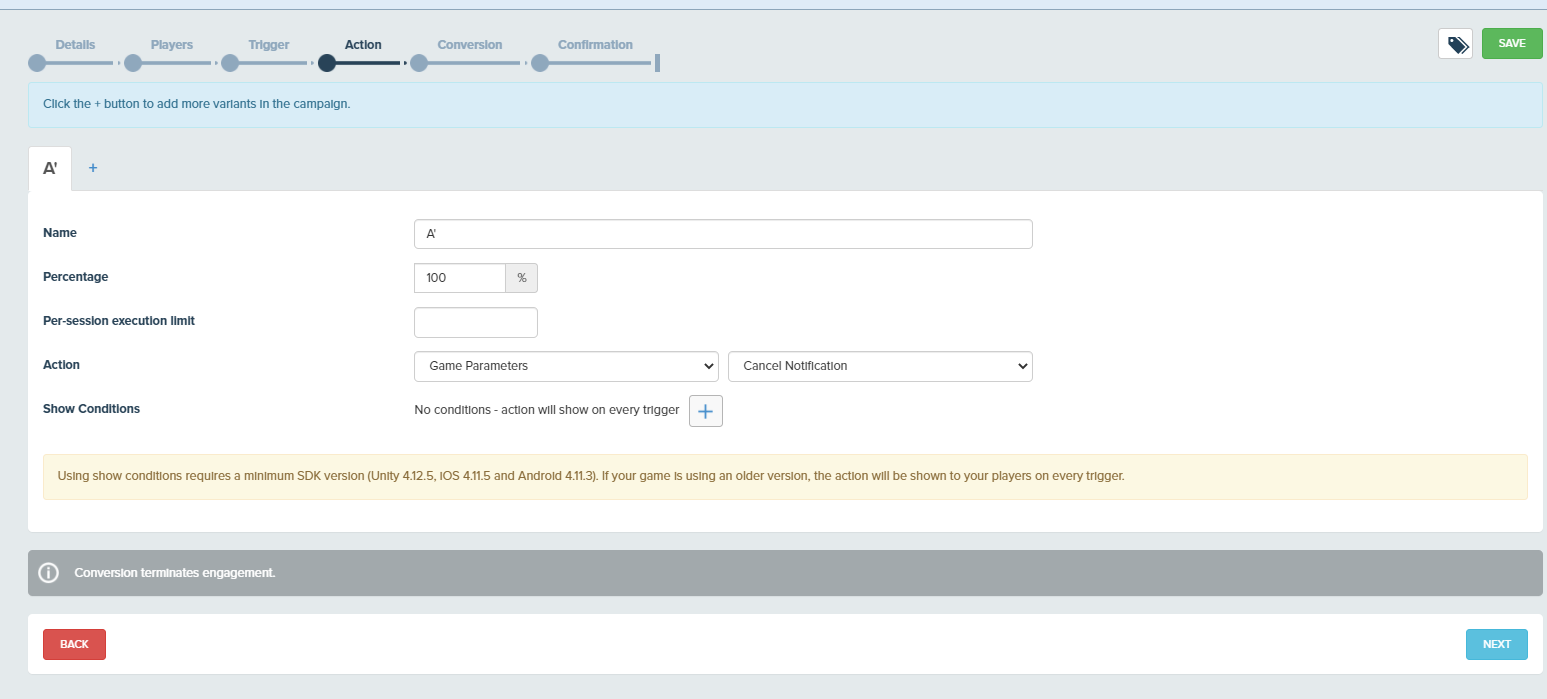 Details Players Trigger Action Conversion Confirmation
SAVE
Click the + button to add more variants in the campaign.
A' +
Name A'
Percentage 100 %
Per-session execution limit
Action Game Parameters Cancel Notification
Show Conditions No conditions - action will show on every trigger +
Using show conditions requires a minimum SDK version (Unity 4.12.5, iOS 4.11.5 and Android 4.11.3). If your game is using an older version, the action will be shown to your players on every trigger.
Conversion terminates engagement.
BACK NEXT